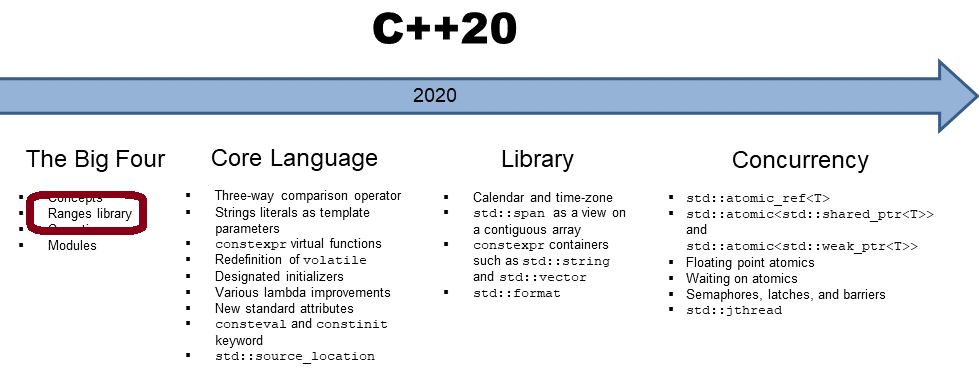 C++20
2020
The Big Four
Concepts
Ranges library
Modules
Core Language
Three-way comparison operator
Strings literals as template
parameters
constexpr virtual functions
Redefinition of volatile
Designated initializers
Various lambda improvements
New standard attributes
consteval and constinit
keyword
std::source_location
Library
Calendar and time-zone
std::span as a view on
a contiguous array
constexpr containers
such as std::string
and std::vector
std::format
Concurrency
std::atomic_ref<T>
std::atomic<std::shared_ptr<T>>
and
std::atomic<std::weak_ptr<T>>
Floating point atomics
Waiting on atomics
Semaphores, latches, and barriers
std::jthread